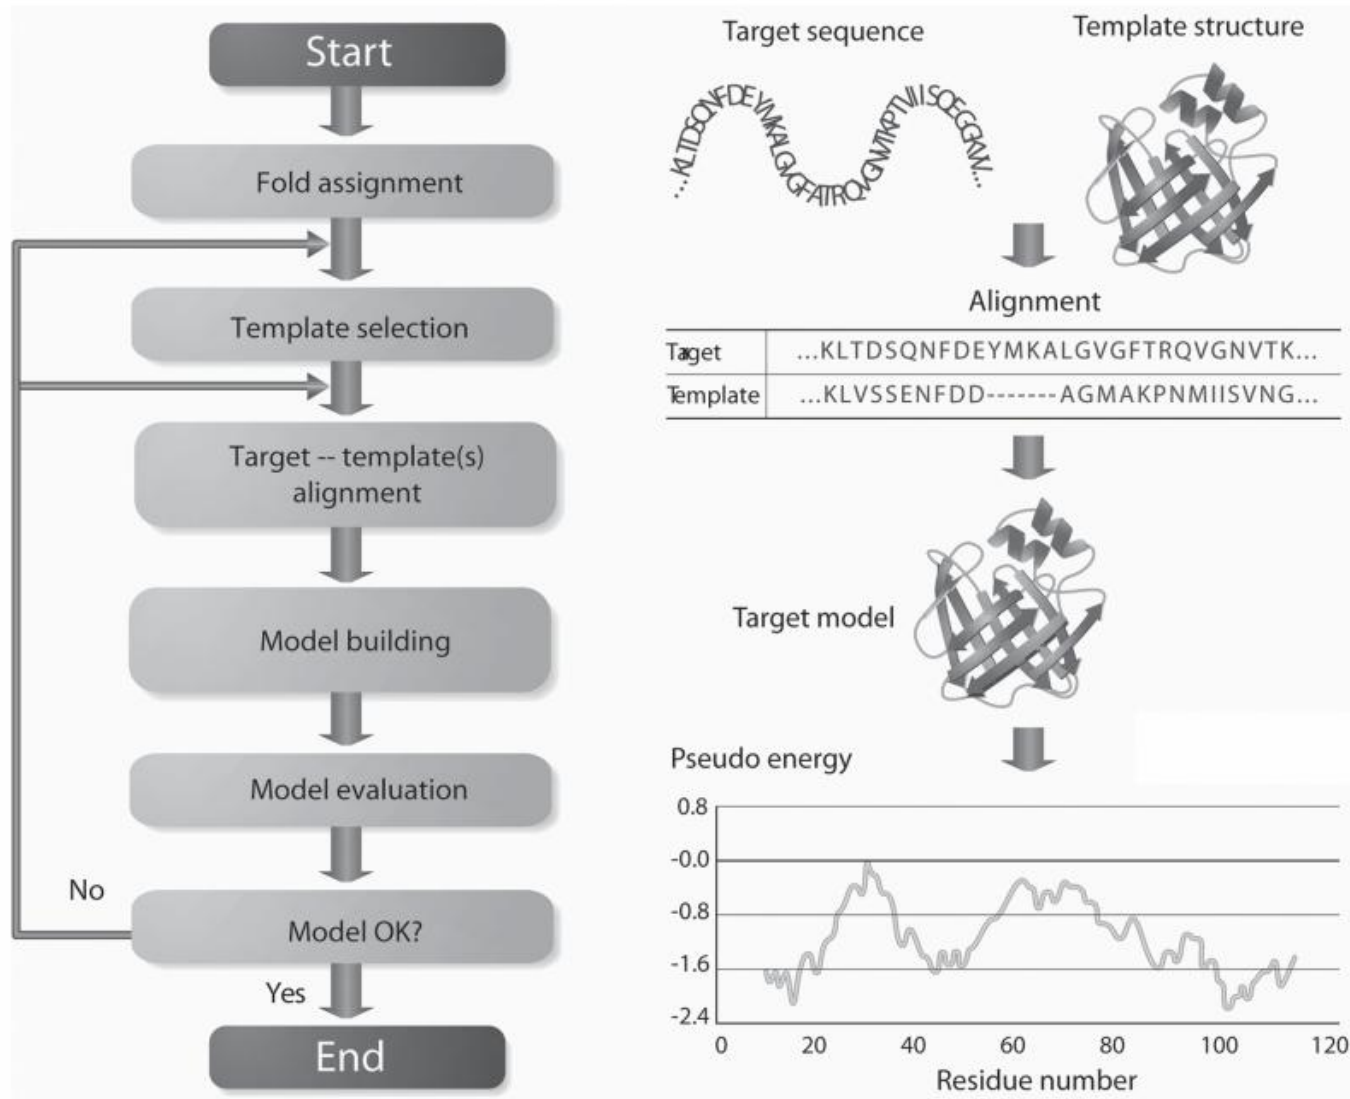 Start
Fold assignment
Template selection
Target -- template(s)
alignment
Model building
Model evaluation
No
Model OK?
Yes
End
Target sequence
Template structure
...KLTDSQNFDEYMKALGVGFATRQVGNVTKPTVIISQEGGKVV...
Alignment
Target ...KLTDSQNFDEYMKALGVGFTRQVGNVTK...
Template ...KLVSSENFDD-------AGMAKPNMIISVNG...
Target model
Pseudo energy
0.8
-0.0
-0.8
-1.6
-2.4
0 20 40 60 80 100 120
Residue number